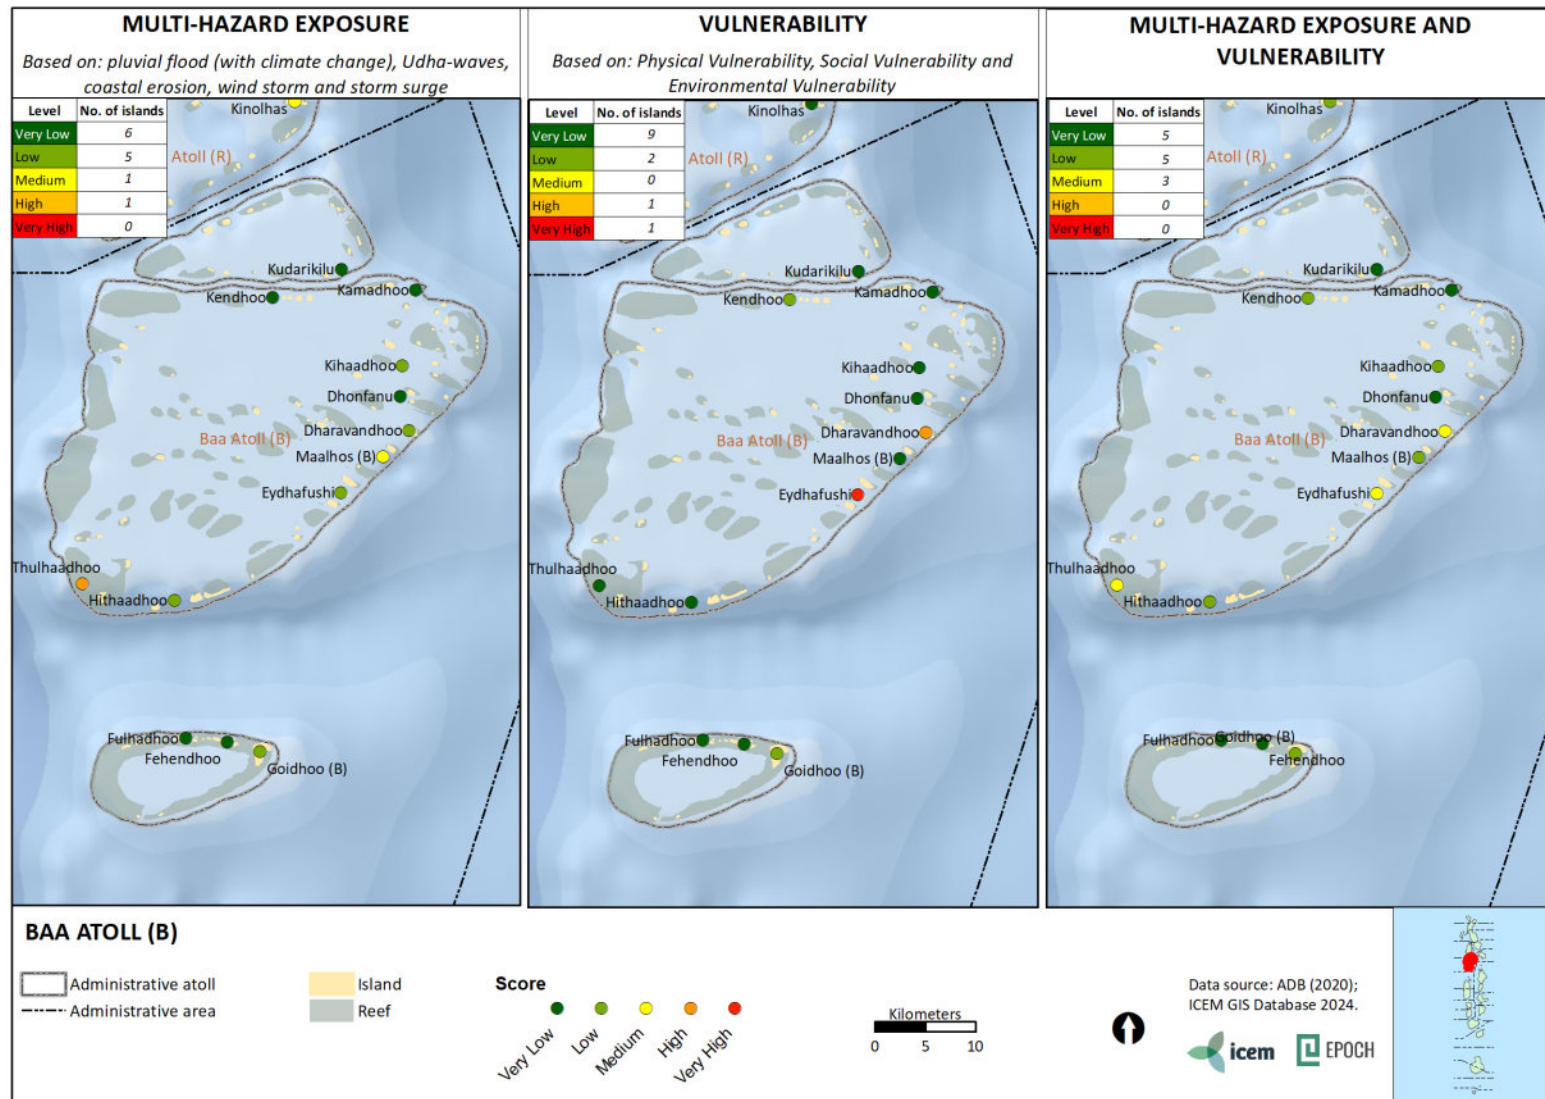 MULTI-HAZARD EXPOSURE
Based on: pluvial flood (with climate change), Udha-waves,
coastal erosion, wind storm and storm surge
Level No. of islands
Very Low 6
Low 5
Medium 1
High 1
Very High 0
Kinolhas
Atoll (R)
Kudarikilu
Kendhoo
Kamadhoo
Kihaadhoo
Dhonfanu
Dharavandhoo
Baa Atoll (B)
Maalhos (B)
Eydhafushi
Thulhaadhoo
Hithaadhoo
Fulhadhoo
Fehendhoo
Goidhoo (B)
VULNERABILITY
Based on: Physical Vulnerability, Social Vulnerability and
Environmental Vulnerability
Level No. of islands
Very Low 9
Low 2
Medium 0
High 1
Very High 1
Kinolhas
Atoll (R)
Kudarikilu
Kendhoo
Kamadhoo
Kihaadhoo
Dhonfanu
Dharavandhoo
Baa Atoll (B)
Maalhos (B)
Eydhafushi
Thulhaadhoo
Hithaadhoo
Fulhadhoo
Fehendhoo
Goidhoo (B)
MULTI-HAZARD EXPOSURE AND
VULNERABILITY
Level No. of islands
Very Low 5
Low 5
Medium 3
High 0
Very High 0
Kinolhas
Atoll (R)
Kudarikilu
Kendhoo
Kamadhoo
Kihaadhoo
Dhonfanu
Dharavandhoo
Baa Atoll (B)
Maalhos (B)
Eydhafushi
Thulhaadhoo
Hithaadhoo
Fulhadhoo
Goidhoo (B)
Fehendhoo
BAA ATOLL (B)
Administrative atoll
Administrative area
Island
Reef
Score
Very Low
Low
Medium
High
Very High
Kilometers
0 5 10
Data source: ADB (2020);
ICEM GIS Database 2024.
icem
EPOCH